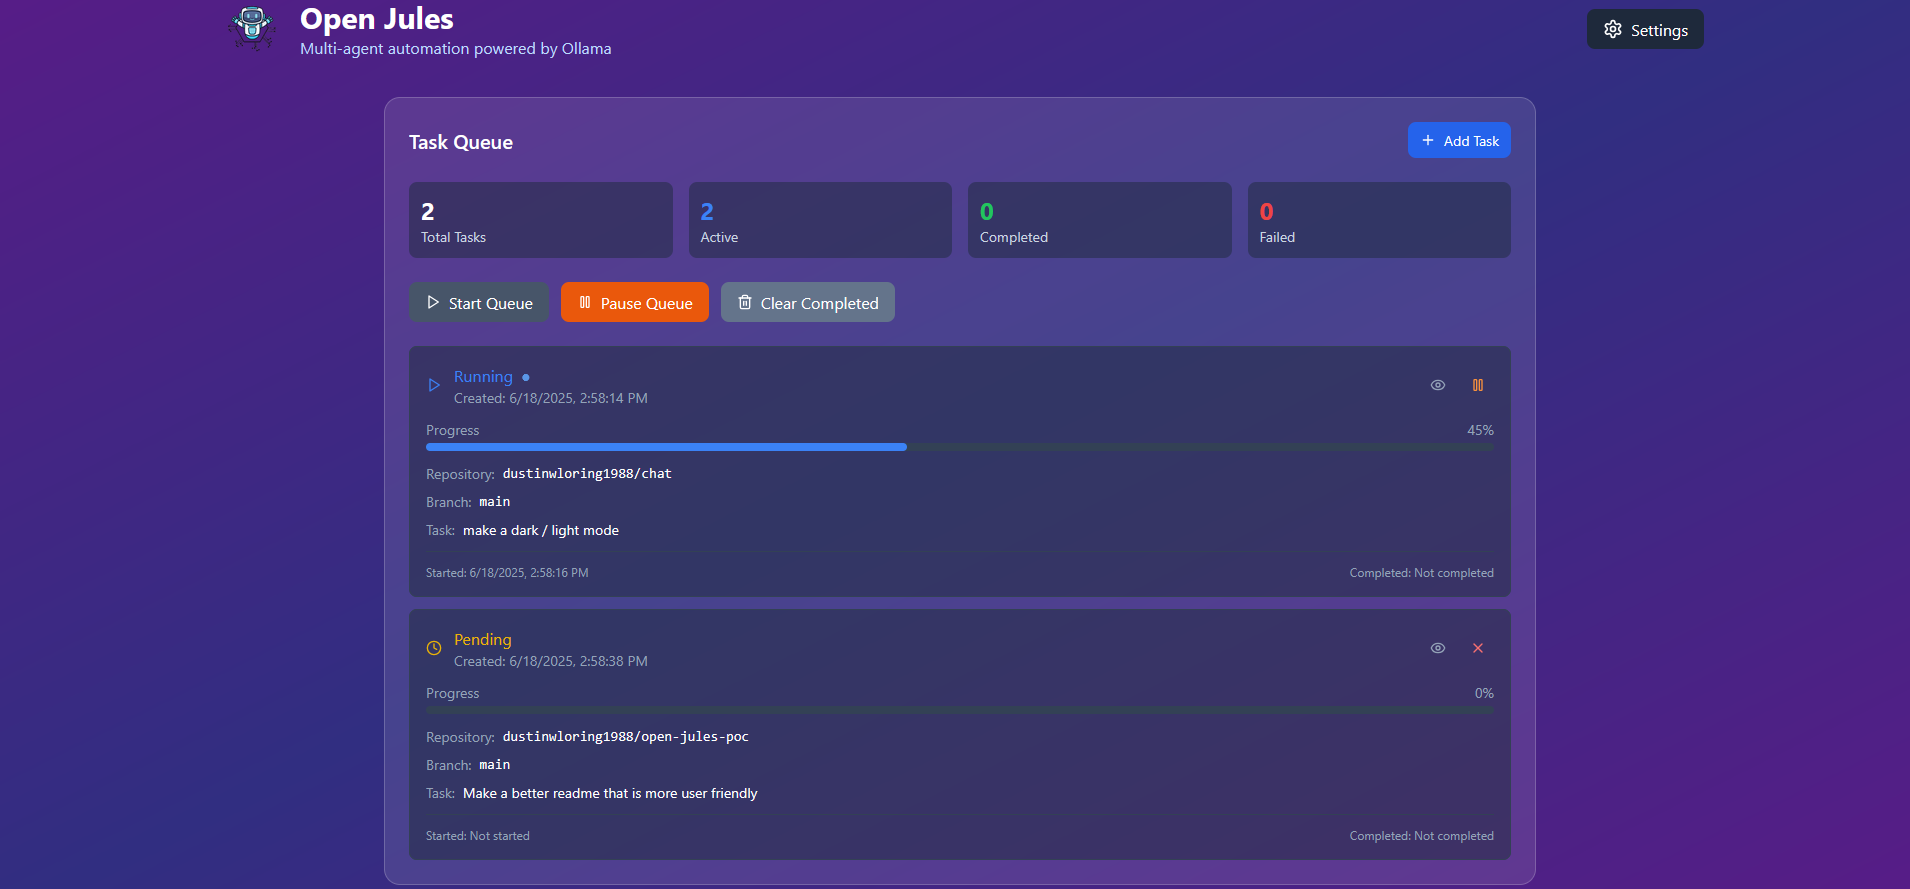 Open Jules
Multi-agent automation powered by Ollama
Settings
Task Queue
Add Task
2
Total Tasks
2
Active
0
Completed
0
Failed
Start Queue
Pause Queue
Clear Completed
Running
Created: 6/18/2025, 2:58:14 PM
Progress
45%
Repository: dustinwloring1988/chat
Branch: main
Task: make a dark / light mode
Started: 6/18/2025, 2:58:16 PM
Completed: Not completed
Pending
Created: 6/18/2025, 2:58:38 PM
Progress
0%
Repository: dustinwloring1988/open-jules-poc
Branch: main
Task: Make a better readme that is more user friendly
Started: Not started
Completed: Not completed